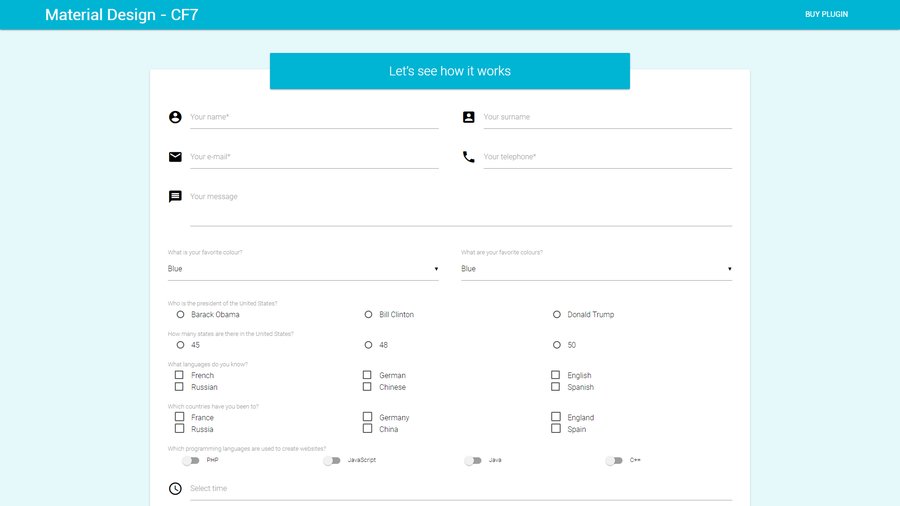 Material Design - CF7
BUY PLUGIN
Let's see how it works
Your name*
Your surname
Your e-mail*
Your telephone*
Your message
What is your favorite colour?
What are your favorite colours?
Blue
Blue
Who is the president of the United States?
Barack Obama
Bill Clinton
Donald Trump
How many states are there in the United States?
45
48
50
What languages do you know?
French
German
English
Russian
Chinese
Spanish
Which countries have you been to?
France
Germany
England
Russia
China
Spain
Which programming languages are used to create websites?
PHP
JavaScript
Java
C++
Select time